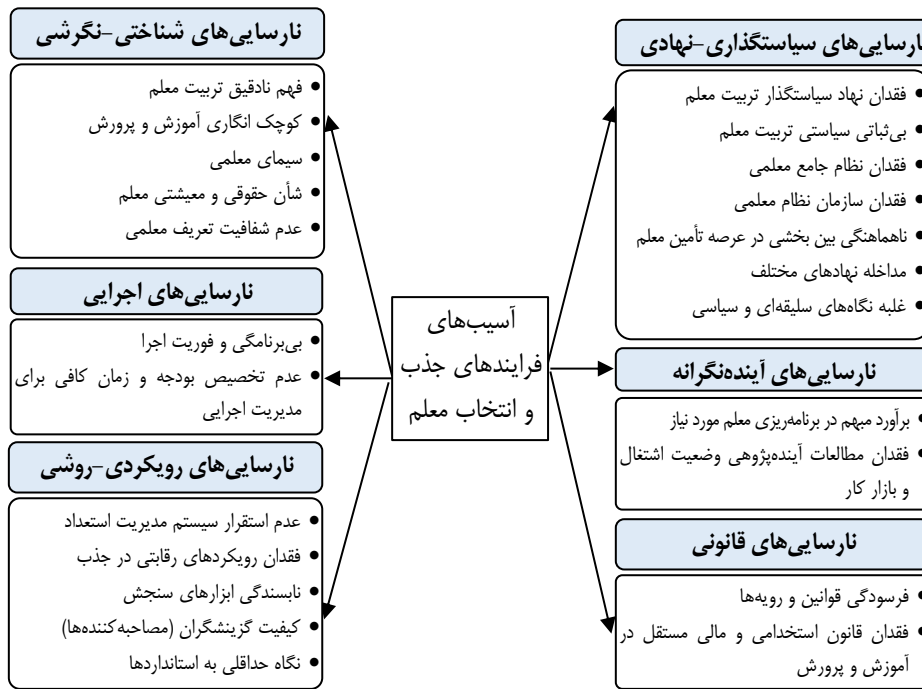 نارسایی‌های سیاستگذاری-نهادی
• فقدان نهاد سیاستگذار تربیت معلم
• بی‌ثباتی سیاستی تربیت معلم
• فقدان نظام جامع معلمی
• فقدان سازمان نظام معلمی
• ناهماهنگی بین بخشی در عرصه تأمین معلم
• مداخله نهادهای مختلف
• غلبه نگاه‌های سلیقه‌ای و سیاسی
نارسایی‌های آینده‌نگرانه
• برآورد مبهم در برنامه‌ریزی معلم مورد نیاز
• فقدان مطالعات آینده‌پژوهی وضعیت اشتغال
و بازار کار
نارسایی‌های قانونی
• فرسودگی قوانین و رویه‌ها
• فقدان قانون استخدامی و مالی مستقل در
آموزش و پرورش
آسیب‌های
فرایندهای جذب
و انتخاب معلم
نارسایی‌های شناختی-نگرشی
• فهم نادقیق تربیت معلم
• کوچک انگاری آموزش و پرورش
• سیمای معلمی
• شأن حقوقی و معیشتی معلم
• عدم شفافیت تعریف معلمی
نارسایی‌های اجرایی
• بی‌برنامگی و فوریت اجرا
• عدم تخصیص بودجه و زمان کافی برای
مدیریت اجرایی
نارسایی‌های رویکردی-روشی
• عدم استقرار سیستم مدیریت استعداد
• فقدان رویکردهای رقابتی در جذب
• نابسندگی ابزارهای سنجش
• کیفیت گزینشگران (مصاحبه‌کننده‌ها)
• نگاه حداقلی به استانداردها